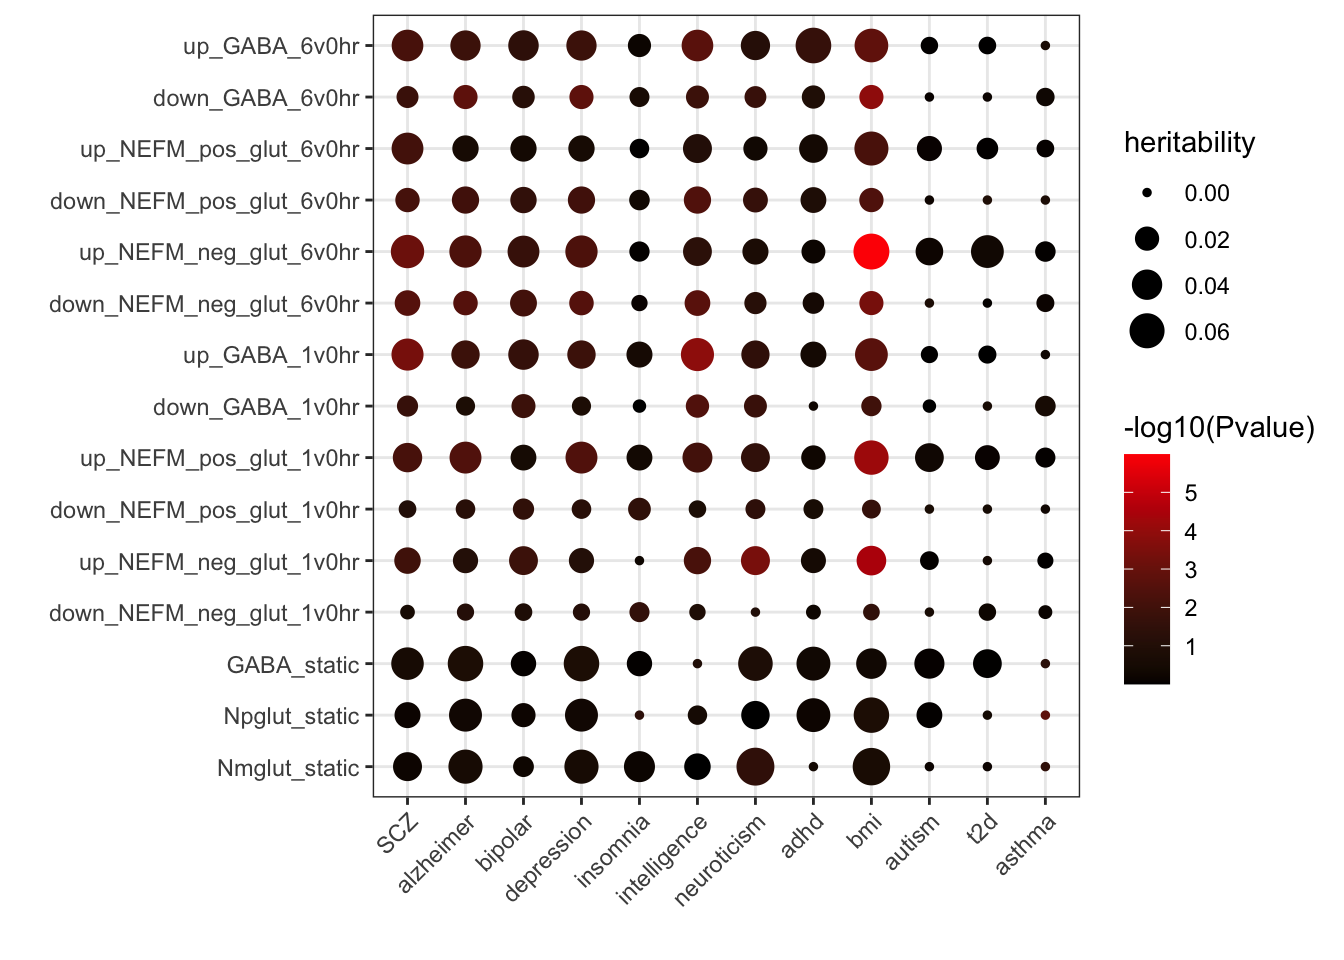 up_GABA_6v0hr
down_GABA_6v0hr
up_NEFM_pos_glut_6v0hr
down_NEFM_pos_glut_6v0hr
up_NEFM_neg_glut_6v0hr
down_NEFM_neg_glut_6v0hr
up_GABA_1v0hr
down_GABA_1v0hr
up_NEFM_pos_glut_1v0hr
down_NEFM_pos_glut_1v0hr
up_NEFM_neg_glut_1v0hr
down_NEFM_neg_glut_1v0hr
GABA_static
Npglut_static
Nmglut_static
SCZ
alzheimer
bipolar
depression
insomnia
intelligence
neuroticism
adhd
bmi
autism
t2d
asthma
heritability
0.00
0.02
0.04
0.06
-log10(Pvalue)
5
4
3
2
1